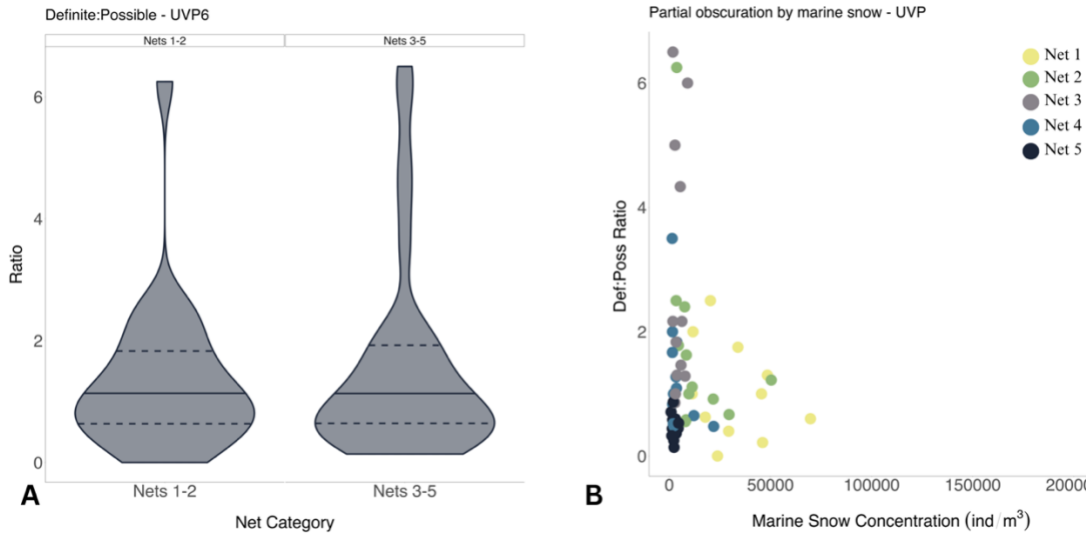 Definite:Possible - UVP6
Nets 1-2
Nets 3-5
6
4
2
0
Ratio
Nets 1-2
Nets 3-5
Net Category
A
Partial obscuration by marine snow - UVP
Net 1
Net 2
Net 3
Net 4
Net 5
6
4
2
0
Def:Poss Ratio
0
50000
100000
150000
20000
Marine Snow Concentration (ind/m³)
B